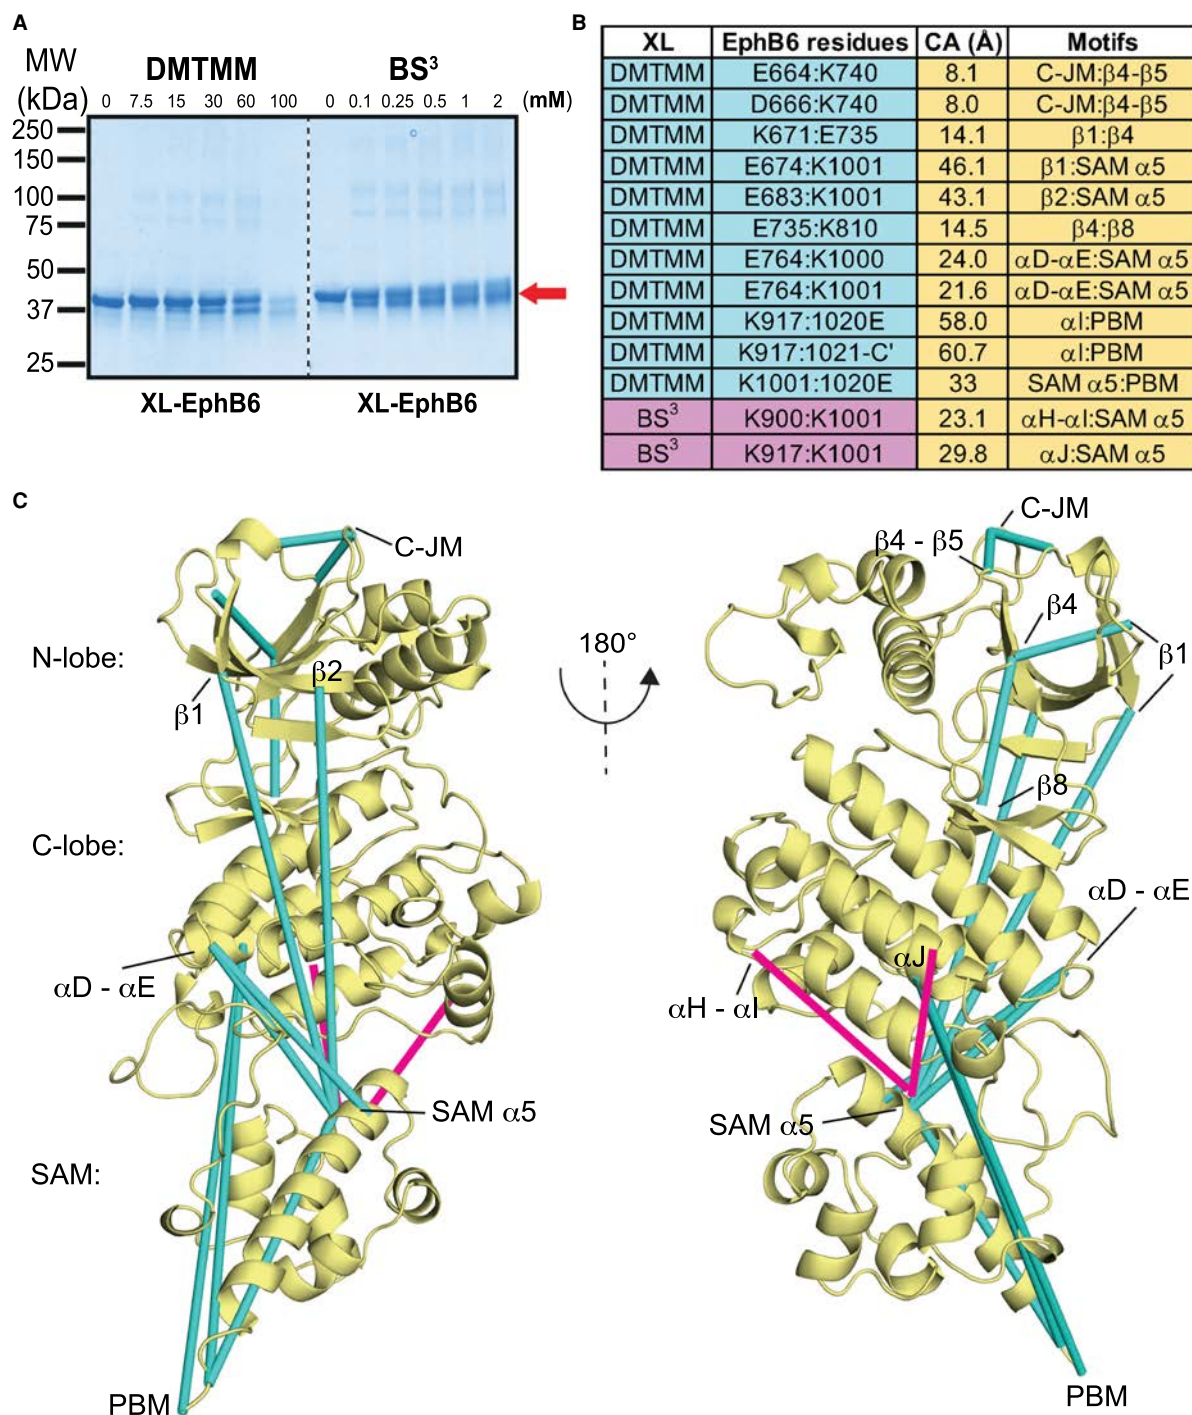 A
MW
(kDa)
DMTMM
BS³
0 7.5 15 30 60 100 0 0.1 0.25 0.5 1 2 (mM)
250
150
100
75
50
37
25
XL-EphB6
XL-EphB6
B
XL EphB6 residues CA (Å) Motifs
DMTMM E664:K740 8.1 C-JM:β4-β5
DMTMM D666:K740 8.0 C-JM:β4-β5
DMTMM K671:E735 14.1 β1:β4
DMTMM E674:K1001 46.1 β1:SAM α5
DMTMM E683:K1001 43.1 β2:SAM α5
DMTMM E735:K810 14.5 β4:β8
DMTMM E764:K1000 24.0 αD-αE:SAM α5
DMTMM E764:K1001 21.6 αD-αE:SAM α5
DMTMM K917:1020E 58.0 αI:PBM
DMTMM K917:1021-C' 60.7 αI:PBM
DMTMM K1001:1020E 33 SAM α5:PBM
BS³ K900:K1001 23.1 αH-αI:SAM α5
BS³ K917:K1001 29.8 αJ:SAM α5
C
N-lobe:
C-lobe:
SAM:
C-JM
β2
β1
αD - αE
SAM α5
PBM
180°
C-JM
β4 - β5
β4
β1
β8
αD - αE
αJ
αH - αI
SAM α5
PBM